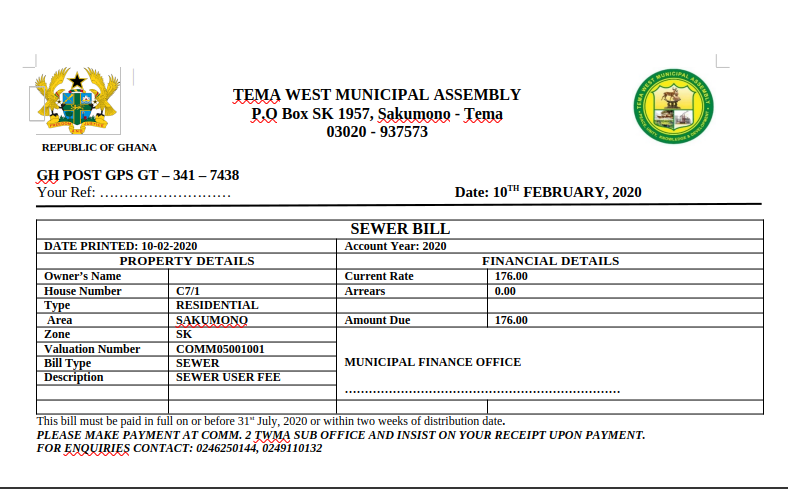 TEMA WEST MUNICIPAL ASSEMBLY
P.O Box SK 1957, Sakumono - Tema
03020 - 937573
REPUBLIC OF GHANA
TEMA WEST MUNICIPAL ASSEMBLY
GH POST GPS GT – 341 – 7438
Your Ref: ……………………… Date: 10TH FEBRUARY, 2020
SEWER BILL
DATE PRINTED: 10-02-2020 Account Year: 2020
PROPERTY DETAILS FINANCIAL DETAILS
Owner's Name Current Rate 176.00
House Number C7/1 Arrears 0.00
Type RESIDENTIAL
Area SAKUMONO Amount Due 176.00
Zone SK
Valuation Number COMM05001001
Bill Type SEWER MUNICIPAL FINANCE OFFICE
Description SEWER USER FEE
……………………………………………………………
This bill must be paid in full on or before 31st July, 2020 or within two weeks of distribution date.
PLEASE MAKE PAYMENT AT COMM. 2 TWMA SUB OFFICE AND INSIST ON YOUR RECEIPT UPON PAYMENT.
FOR ENQUIRIES CONTACT: 0246250144, 0249110132